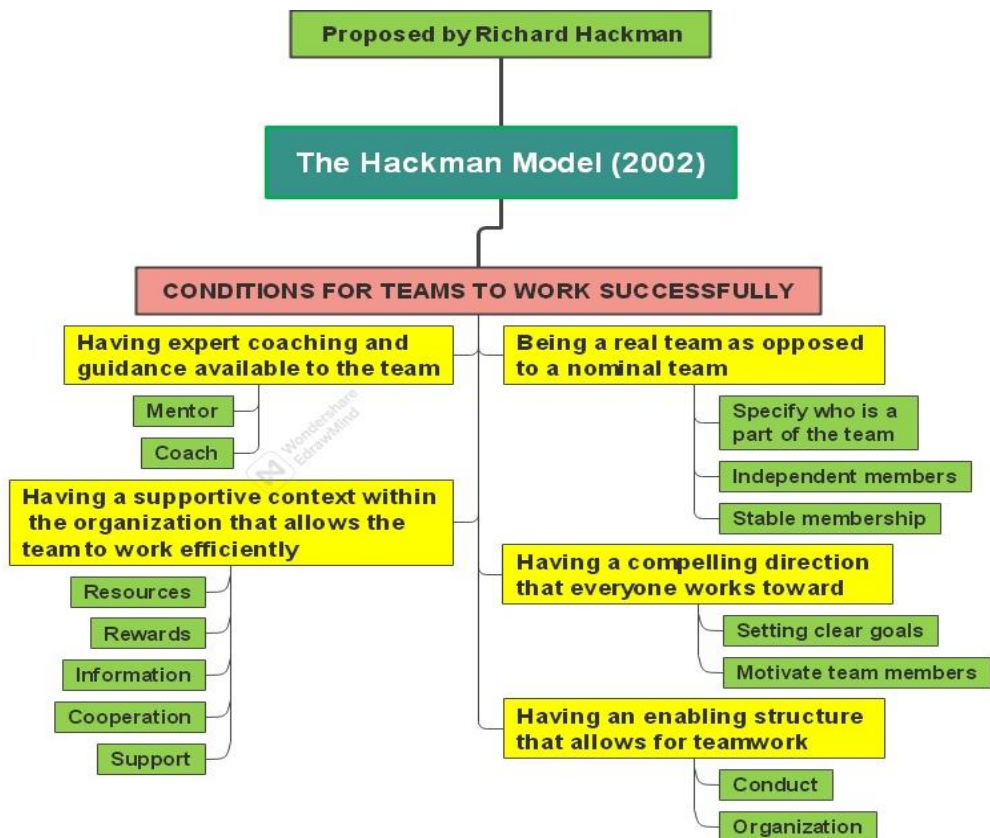 Proposed by Richard Hackman
The Hackman Model (2002)
CONDITIONS FOR TEAMS TO WORK SUCCESSFULLY
Having expert coaching and
guidance available to the team
Mentor
Coach
Having a supportive context within
the organization that allows the
team to work efficiently
Resources
Rewards
Information
Cooperation
Support
Being a real team as opposed
to a nominal team
Specify who is a
part of the team
Independent members
Stable membership
Having a compelling direction
that everyone works toward
Setting clear goals
Motivate team members
Having an enabling structure
that allows for teamwork
Conduct
Organization
Wondershare
EdrawMind